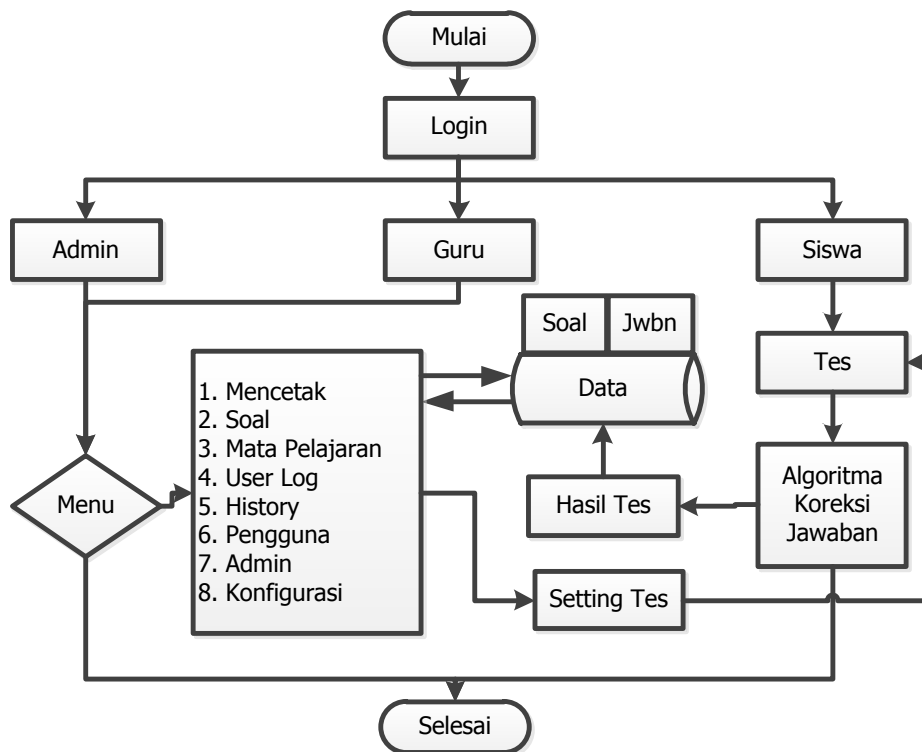 Mulai
Login
Admin
Guru
Siswa
Soal
Jwbn
Data
Tes
1. Mencetak
2. Soal
3. Mata Pelajaran
4. User Log
5. History
6. Pengguna
7. Admin
8. Konfigurasi
Menu
Hasil Tes
Algoritma
Koreksi
Jawaban
Setting Tes
Selesai